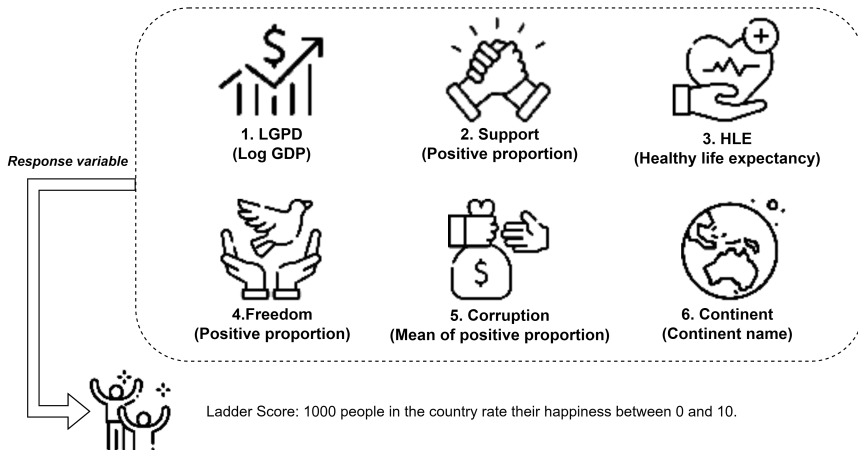 $
1. LGPD
(Log GDP)
2. Support
(Positive proportion)
3. HLE
(Healthy life expectancy)
Response variable
4.Freedom
(Positive proportion)
$
5. Corruption
(Mean of positive proportion)
6. Continent
(Continent name)
Ladder Score: 1000 people in the country rate their happiness between 0 and 10.